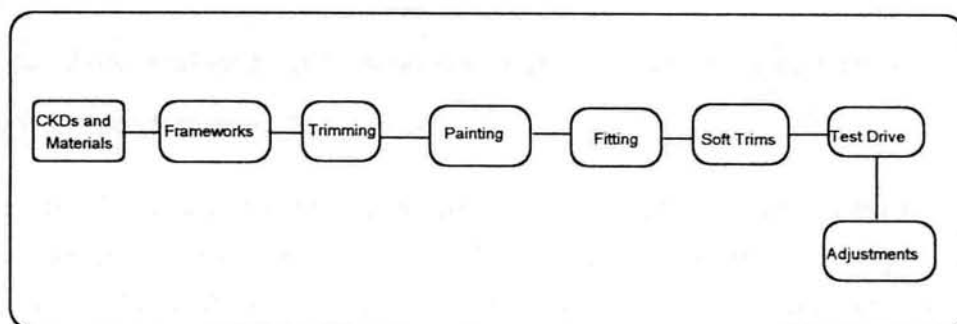 CKDs and
Materials
Frameworks
Trimming
Painting
Fitting
Soft Trims
Test Drive
Adjustments